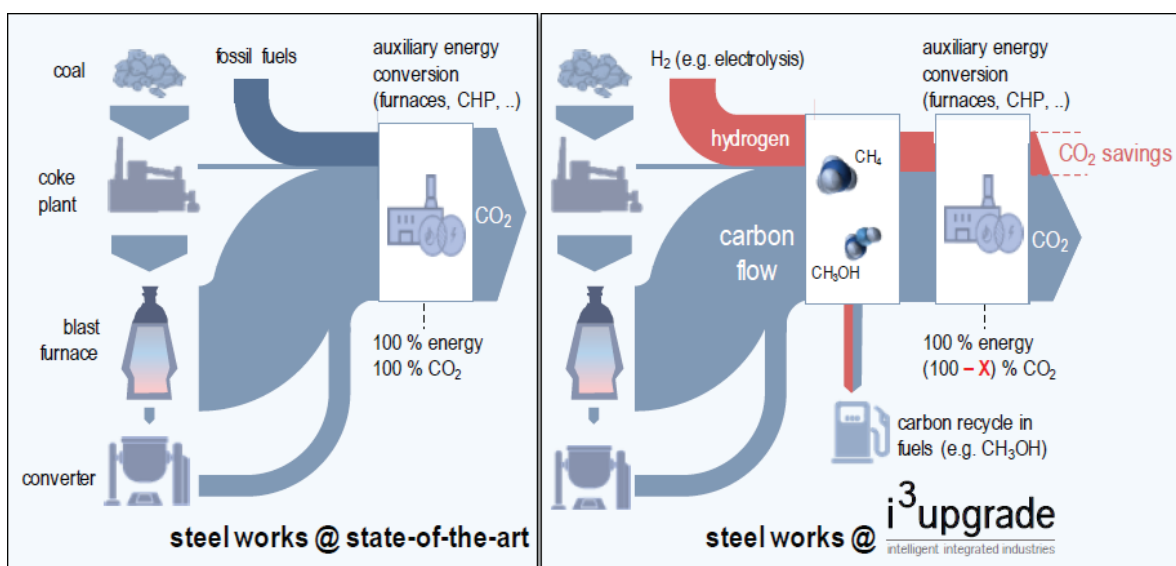 coal
fossil fuels
auxiliary energy
conversion
(furnaces, CHP, ..)
coke
plant
CO₂
blast
furnace
100 % energy
100 % CO₂
converter
steel works @ state-of-the-art
H₂ (e.g. electrolysis)
auxiliary energy
conversion
(furnaces, CHP, ..)
hydrogen
CH₄
CO₂ savings
carbon
flow
CH₃OH
CO₂
100 % energy
(100 – X) % CO₂
carbon recycle in
fuels (e.g. CH₃OH)
steel works @ i³upgrade
intelligent integrated industries